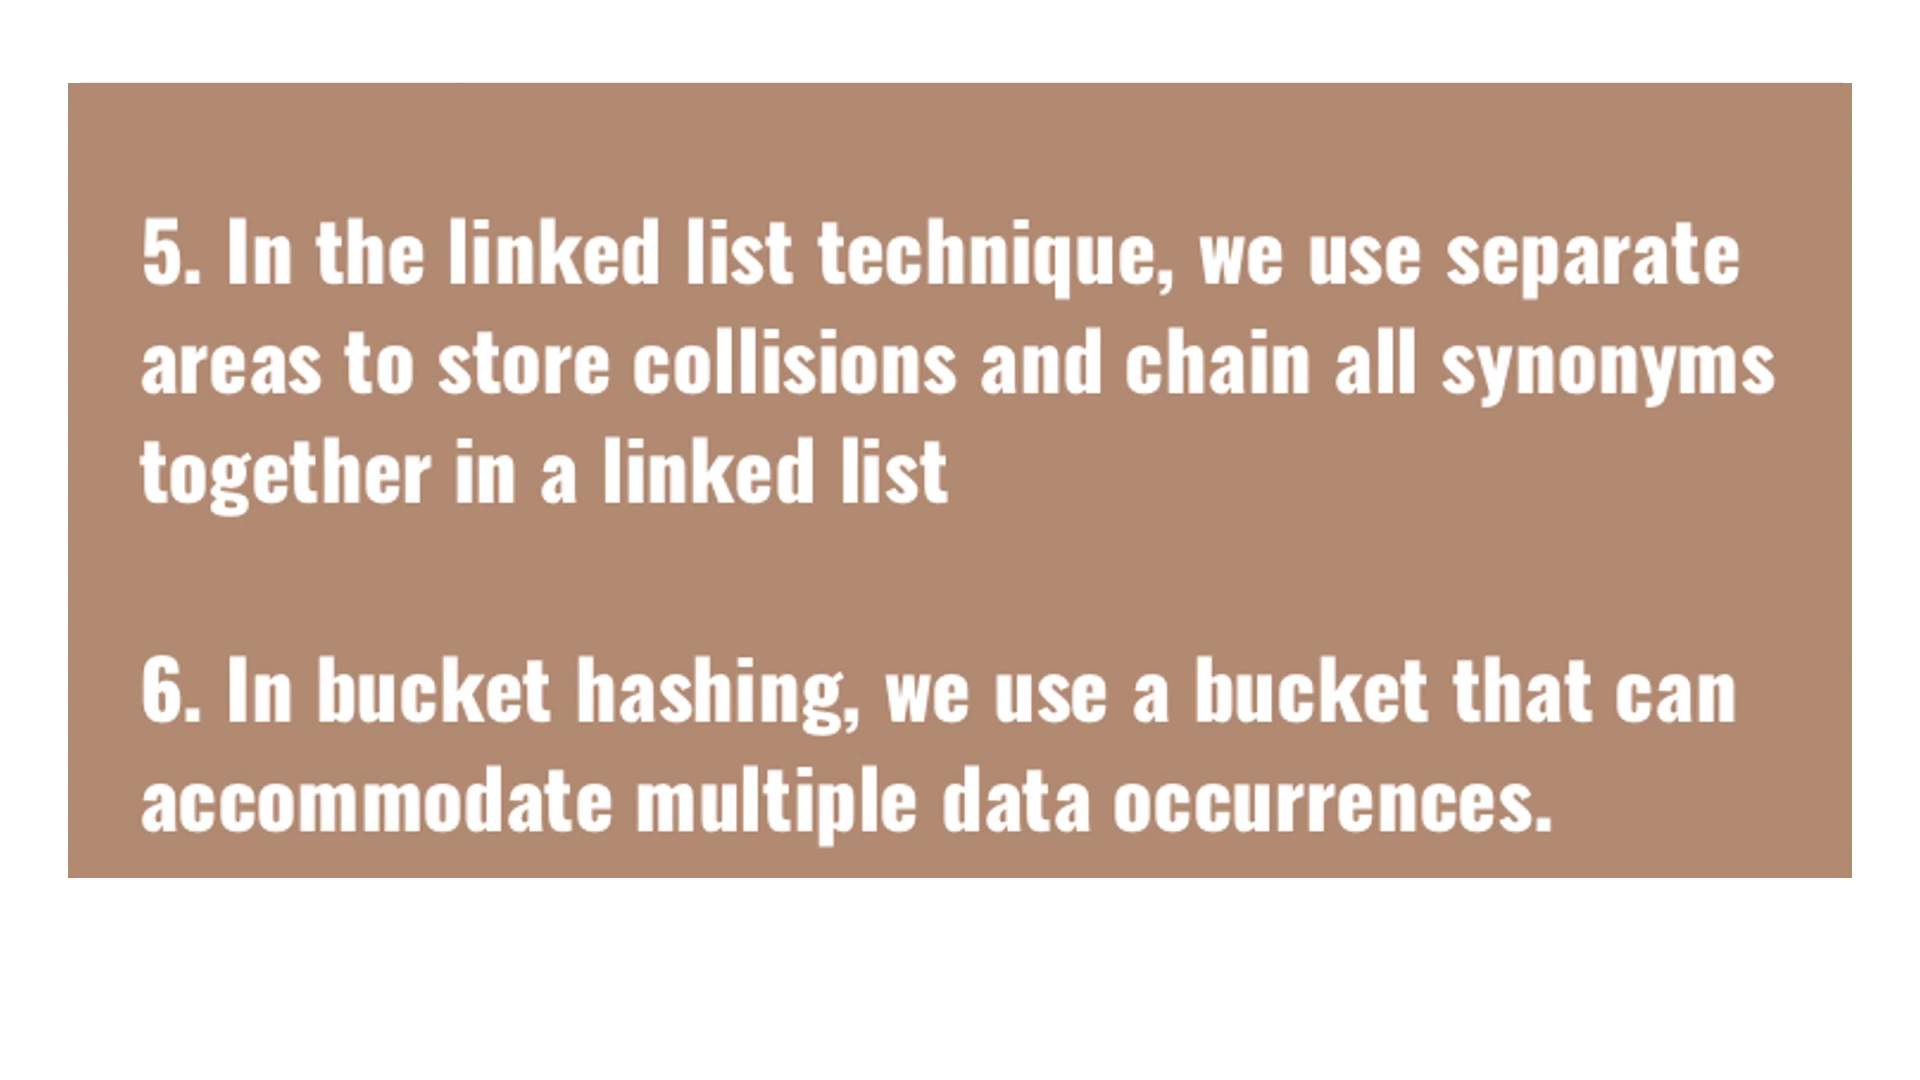 5. In the linked list technique, we use separate
areas to store collisions and chain all synonyms
together in a linked list
6. In bucket hashing, we use a bucket that can
accommodate multiple data occurrences.